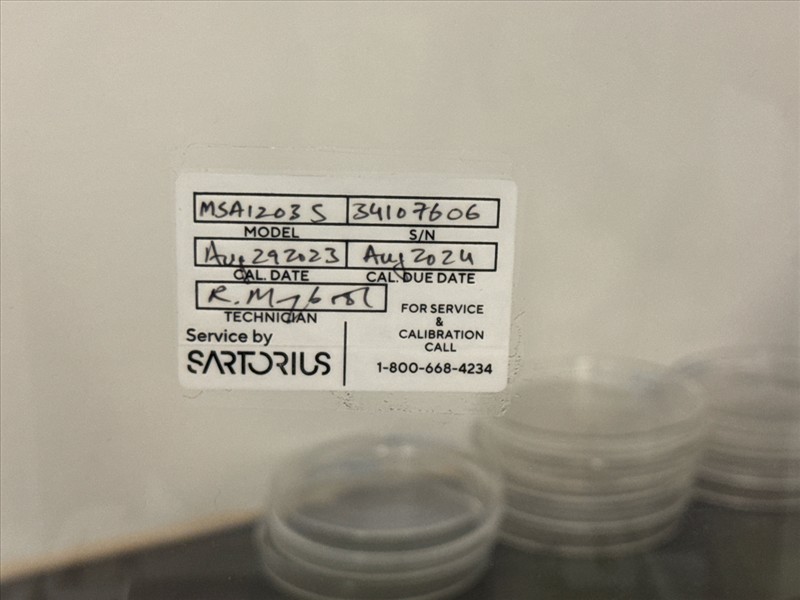 MSA1203S 34107606
MODEL S/N
Aug 29 2023 Aug 2024
CAL. DATE CAL. DUE DATE
R.
TECHNICIAN
FOR SERVICE
&
CALIBRATION
CALL
1-800-668-4234
Service by
SARTORIUS